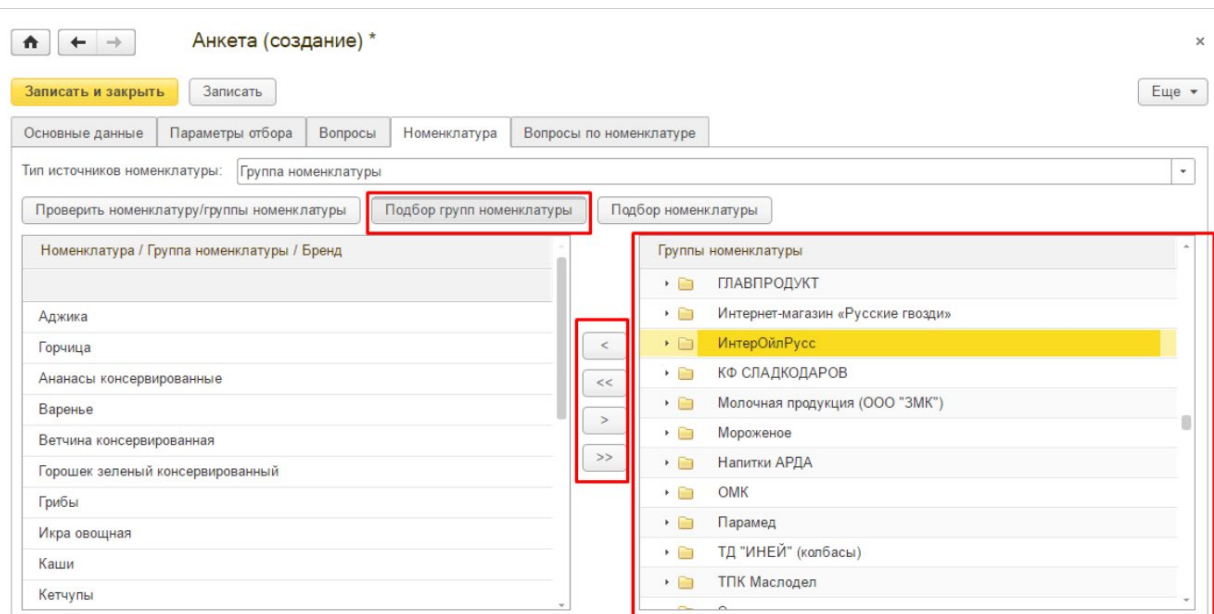 Анкета (создание) *
Записать и закрыть Записать Еще
Основные данные Параметры отбора Вопросы Номенклатура Вопросы по номенклатуре
Тип источников номенклатуры: Группа номенклатуры
Проверить номенклатуру/группы номенклатуры Подбор групп номенклатуры Подбор номенклатуры
Номенклатура / Группа номенклатуры / Бренд
Аджика
Горчица
Ананасы консервированные
Варенье
Ветчина консервированная
Горошек зеленый консервированный
Грибы
Икра овощная
Каши
Кетчупы
<
<<
>
>>
Группы номенклатуры
ГЛАВПРОДУКТ
Интернет-магазин «Русские гвозди»
ИнтерОйлРусс
КФ СЛАДКОДАРОВ
Молочная продукция (ООО "ЗМК")
Мороженое
Напитки АРДА
ОМК
Парамед
ТД "ИНЕЙ" (колбасы)
ТПК Маслодел